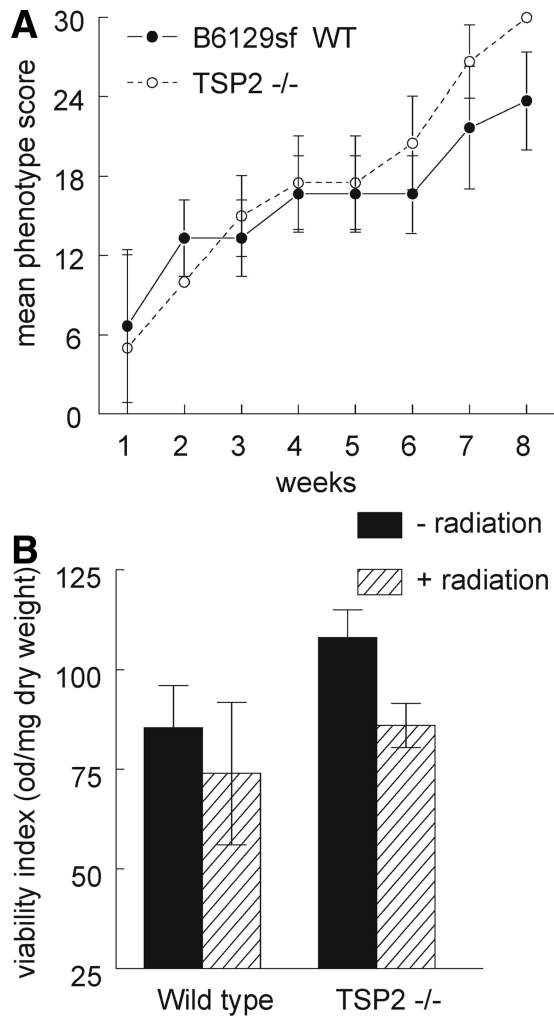 A
30
24
18
12
6
0
mean phenotype score
B6129sf WT
TSP2 -/-
1 2 3 4 5 6 7 8
weeks
B
- radiation
+ radiation
125
100
75
50
25
viability index (od/mg dry weight)
Wild type TSP2 -/-